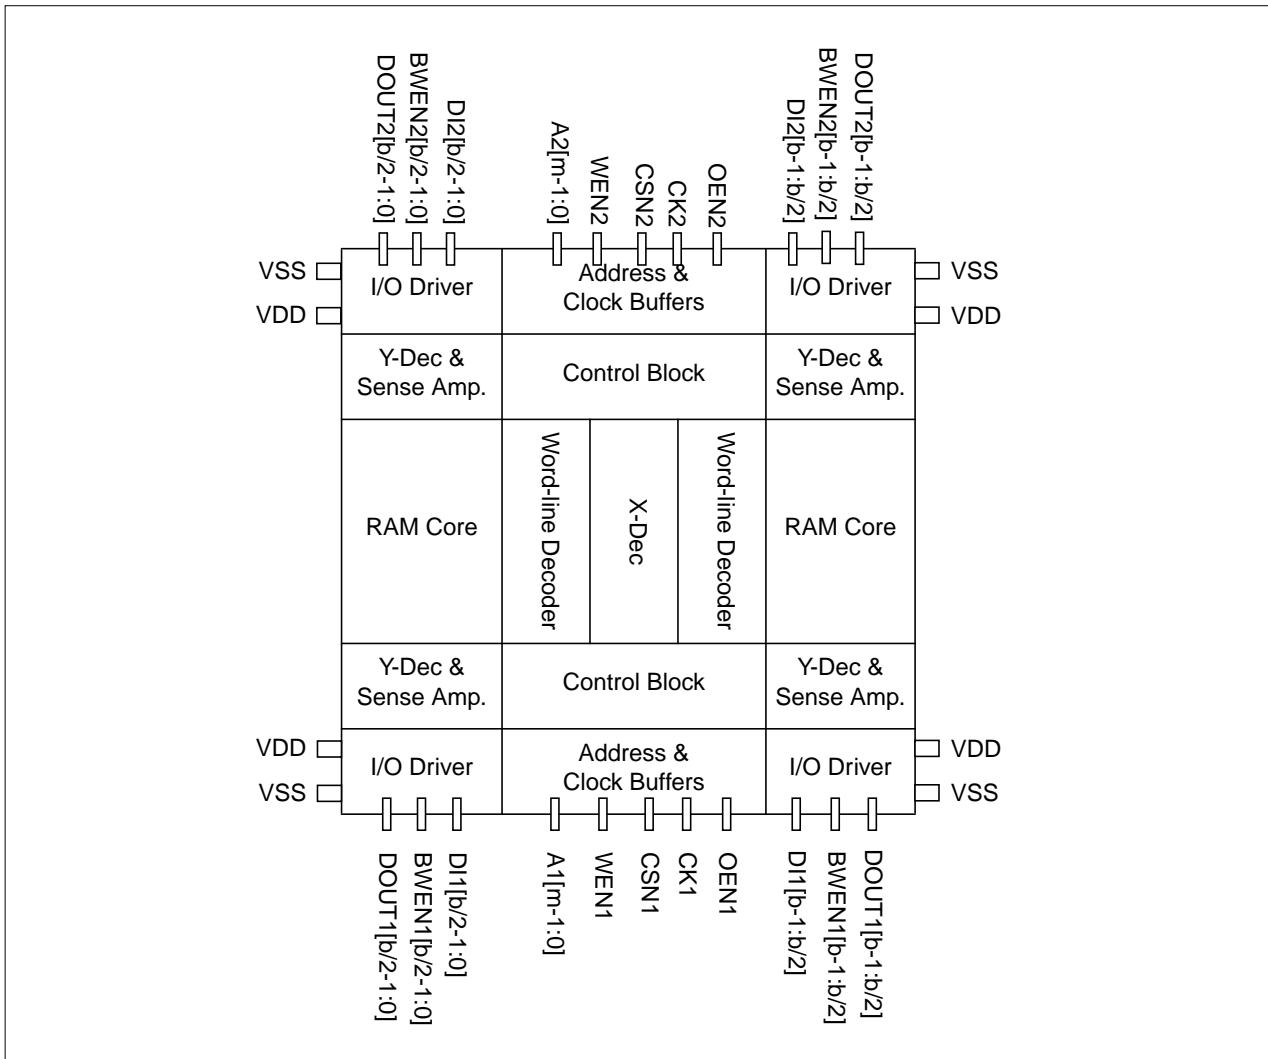 DOUT2[b/2-1:0]
BWEN2[b/2-1:0]
DI2[b/2-1:0]
A2[m-1:0]
WEN2
CSN2
CK2
OEN2
DI2[b-1:b/2]
BWEN2[b-1:b/2]
DOUT2[b-1:b/2]
VSS
I/O Driver
Address &
Clock Buffers
I/O Driver
VSS
VDD
VDD
Y-Dec &
Sense Amp.
Control Block
Y-Dec &
Sense Amp.
RAM Core
Word-line Decoder
X-Dec
Word-line Decoder
RAM Core
Y-Dec &
Sense Amp.
Control Block
Y-Dec &
Sense Amp.
VDD
I/O Driver
Address &
Clock Buffers
I/O Driver
VDD
VSS
VSS
DOUT1[b/2-1:0]
BWEN1[b/2-1:0]
DI1[b/2-1:0]
A1[m-1:0]
WEN1
CSN1
CK1
OEN1
DI1[b-1:b/2]
BWEN1[b-1:b/2]
DOUT1[b-1:b/2]